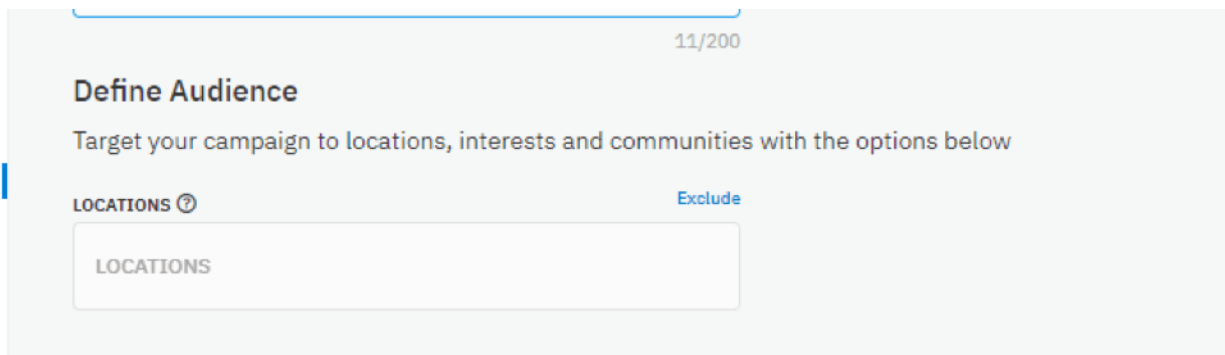 11/200
Define Audience
Target your campaign to locations, interests and communities with the options below
LOCATIONS ? Exclude
LOCATIONS